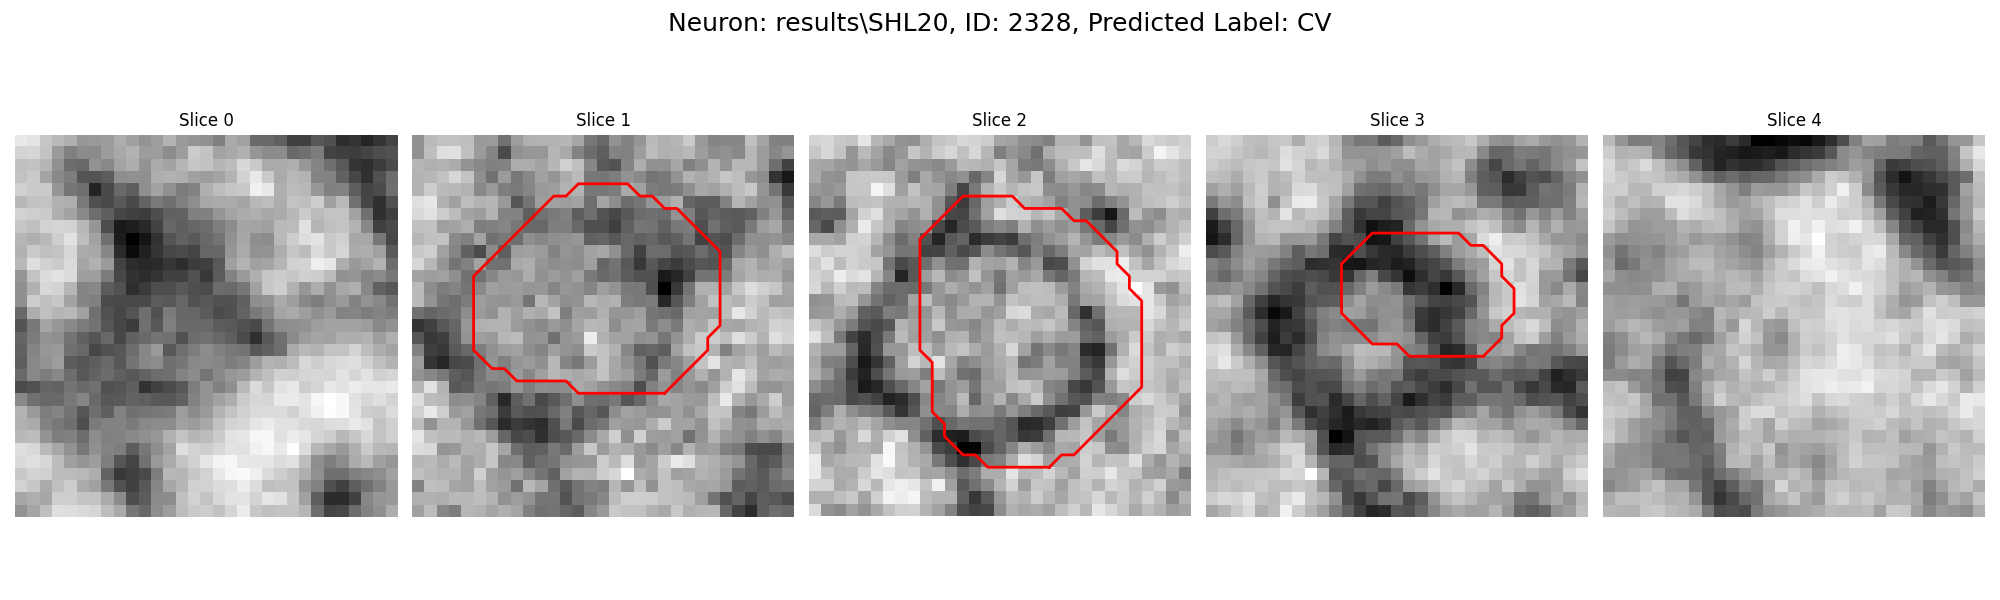 Neuron: results\SHL20, ID: 2328, Predicted Label: CV
Slice 0
Slice 1
Slice 2
Slice 3
Slice 4